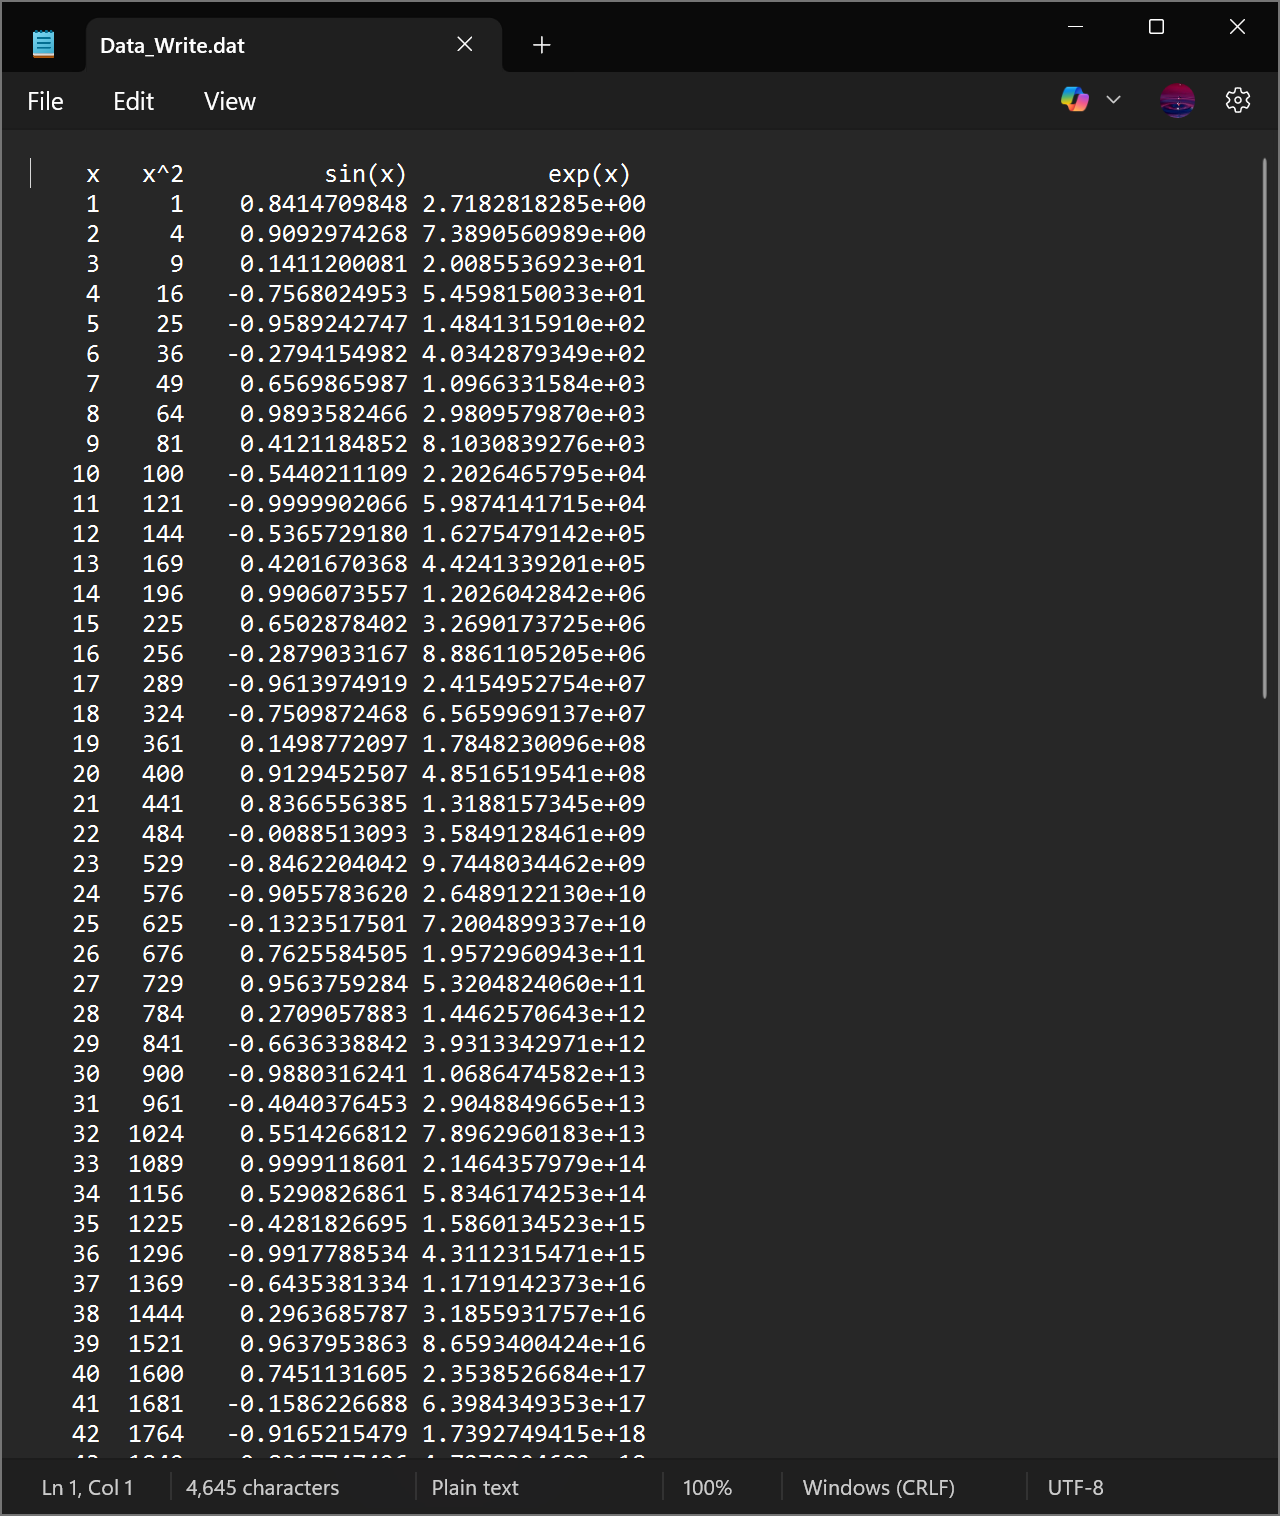 Data_Write.dat
File Edit View
x x^2 sin(x) exp(x)
1 1 0.8414709848 2.7182818285e+00
2 4 0.9092974268 7.3890560989e+00
3 9 0.1411200081 2.0085536923e+01
4 16 -0.7568024953 5.4598150033e+01
5 25 -0.9589242747 1.4841315910e+02
6 36 -0.2794154982 4.0342879349e+02
7 49 0.6569865987 1.0966331584e+03
8 64 0.9893582466 2.9809579870e+03
9 81 0.4121184852 8.1030839276e+03
10 100 -0.5440211109 2.2026465795e+04
11 121 -0.9999902066 5.9874141715e+04
12 144 -0.5365729180 1.6275479142e+05
13 169 0.4201670368 4.4241339201e+05
14 196 0.9906073557 1.2026042842e+06
15 225 0.6502878402 3.2690173725e+06
16 256 -0.2879033167 8.8861105205e+06
17 289 -0.9613974919 2.4154952754e+07
18 324 -0.7509872468 6.5659969137e+07
19 361 0.1498772097 1.7848230096e+08
20 400 0.9129452507 4.8516519541e+08
21 441 0.8366556385 1.3188157345e+09
22 484 -0.0088513093 3.5849128461e+09
23 529 -0.8462204042 9.7448034462e+09
24 576 -0.9055783620 2.6489122130e+10
25 625 -0.1323517501 7.2004899337e+10
26 676 0.7625584505 1.9572960943e+11
27 729 0.9563759284 5.3204824060e+11
28 784 0.2709057883 1.4462570643e+12
29 841 -0.6636338842 3.9313342971e+12
30 900 -0.9880316241 1.0686474582e+13
31 961 -0.4040376453 2.9048849665e+13
32 1024 0.5514266812 7.8962960183e+13
33 1089 0.9999118601 2.1464357979e+14
34 1156 0.5290826861 5.8346174253e+14
35 1225 -0.4281826695 1.5860134523e+15
36 1296 -0.9917788534 4.3112315471e+15
37 1369 -0.6435381334 1.1719142373e+16
38 1444 0.2963685787 3.1855931757e+16
39 1521 0.9637953863 8.6593400424e+16
40 1600 0.7451131605 2.3538526684e+17
41 1681 -0.1586226688 6.3984349353e+17
42 1764 -0.9165215479 1.7392749415e+18
Ln 1, Col 1 4,645 characters Plain text 100% Windows (CRLF) UTF-8